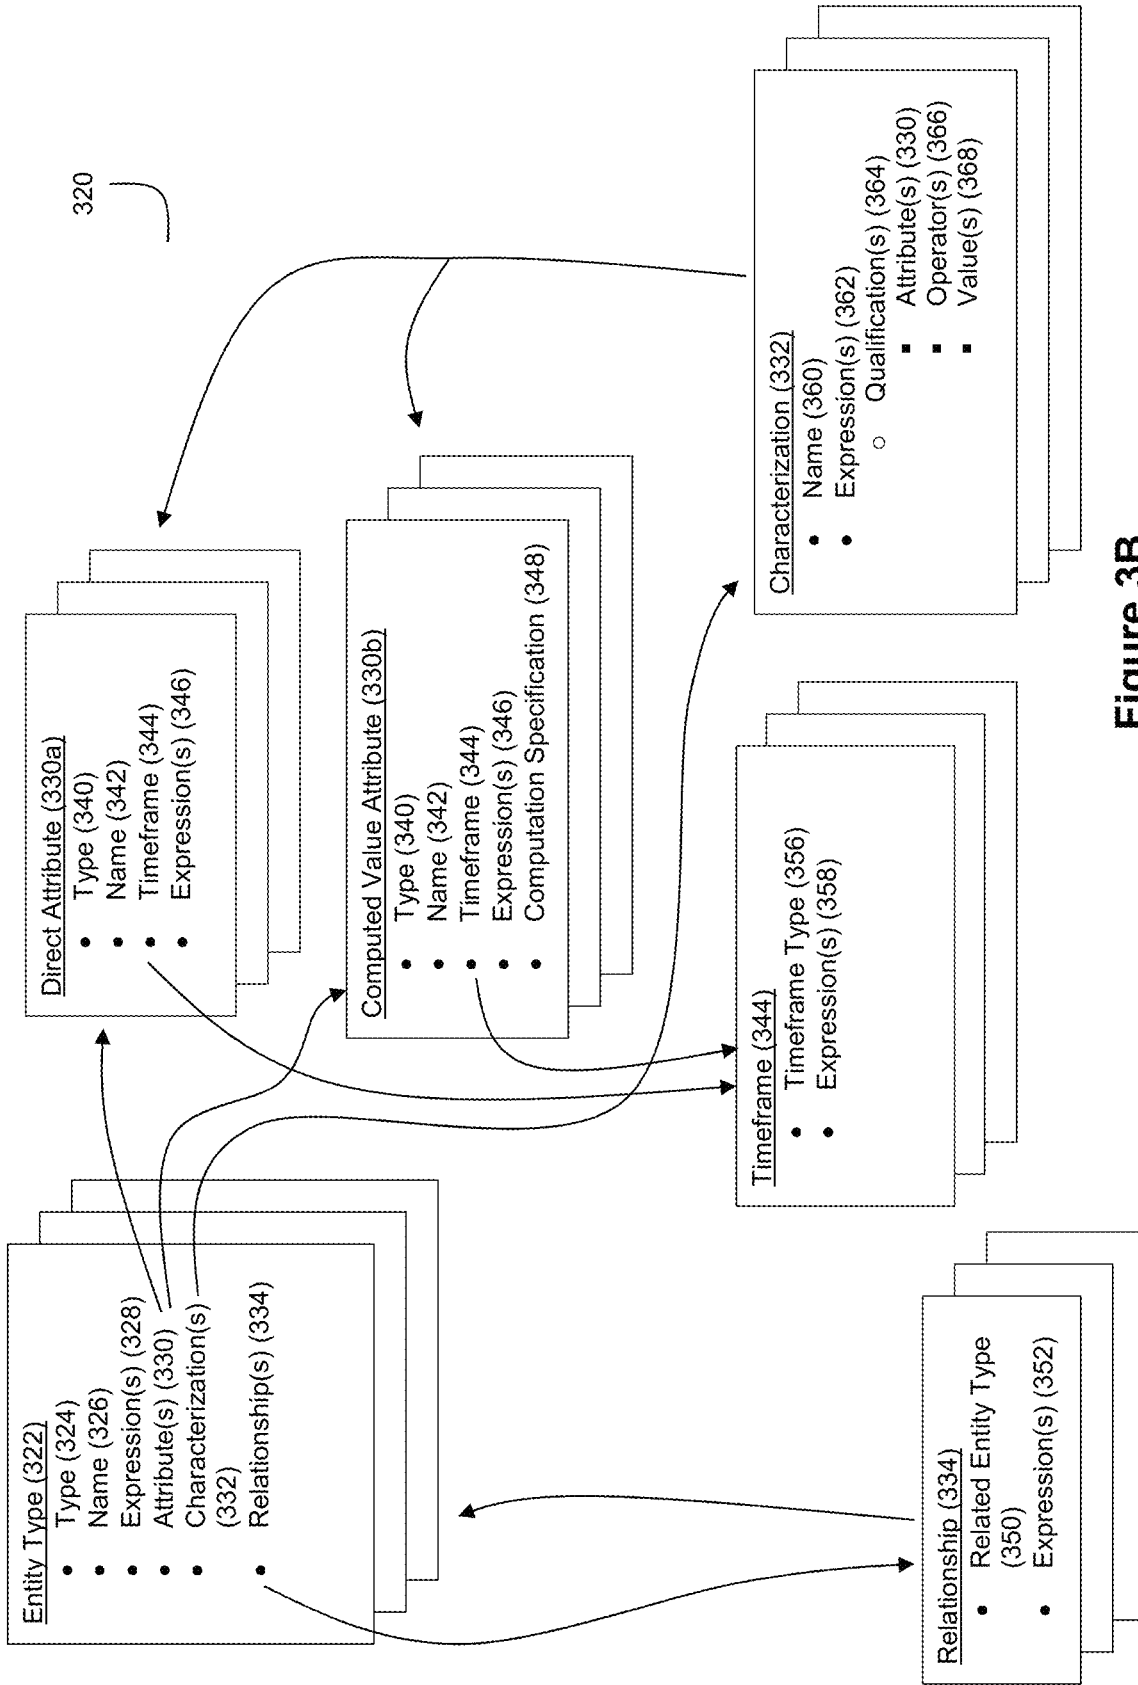 320
Entity Type (322)
• Type (324)
• Name (326)
• Expression(s) (328)
• Attribute(s) (330)
• Characterization(s)
(332)
• Relationship(s) (334)
Direct Attribute (330a)
• Type (340)
• Name (342)
• Timeframe (344)
• Expression(s) (346)
Computed Value Attribute (330b)
• Type (340)
• Name (342)
• Timeframe (344)
• Expression(s) (346)
• Computation Specification (348)
Relationship (334)
• Related Entity Type
(350)
• Expression(s) (352)
Timeframe (344)
• Timeframe Type (356)
• Expression(s) (358)
Characterization (332)
• Name (360)
• Expression(s) (362)
○ Qualification(s) (364)
▪ Attribute(s) (330)
▪ Operator(s) (366)
▪ Value(s) (368)
Figure 3B